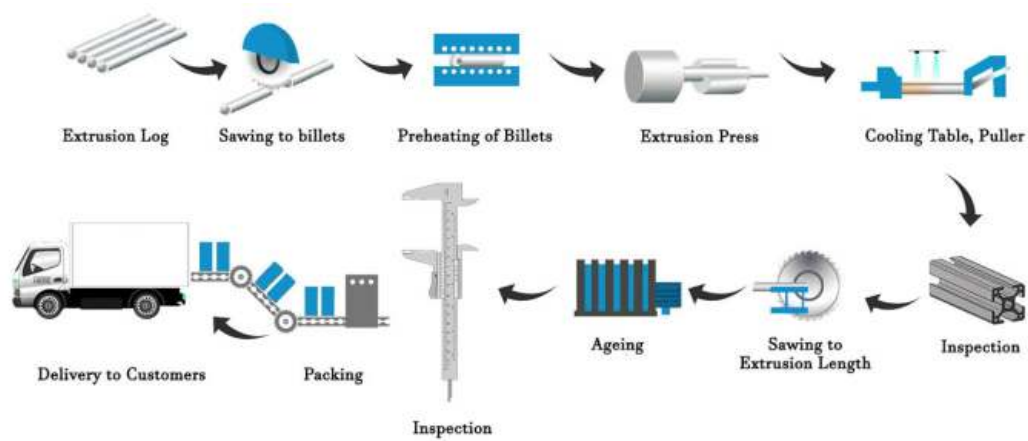 Extrusion Log
Sawing to billets
Preheating of Billets
Extrusion Press
Cooling Table, Puller
Inspection
Sawing to
Extrusion Length
Ageing
Inspection
Packing
Delivery to Customers